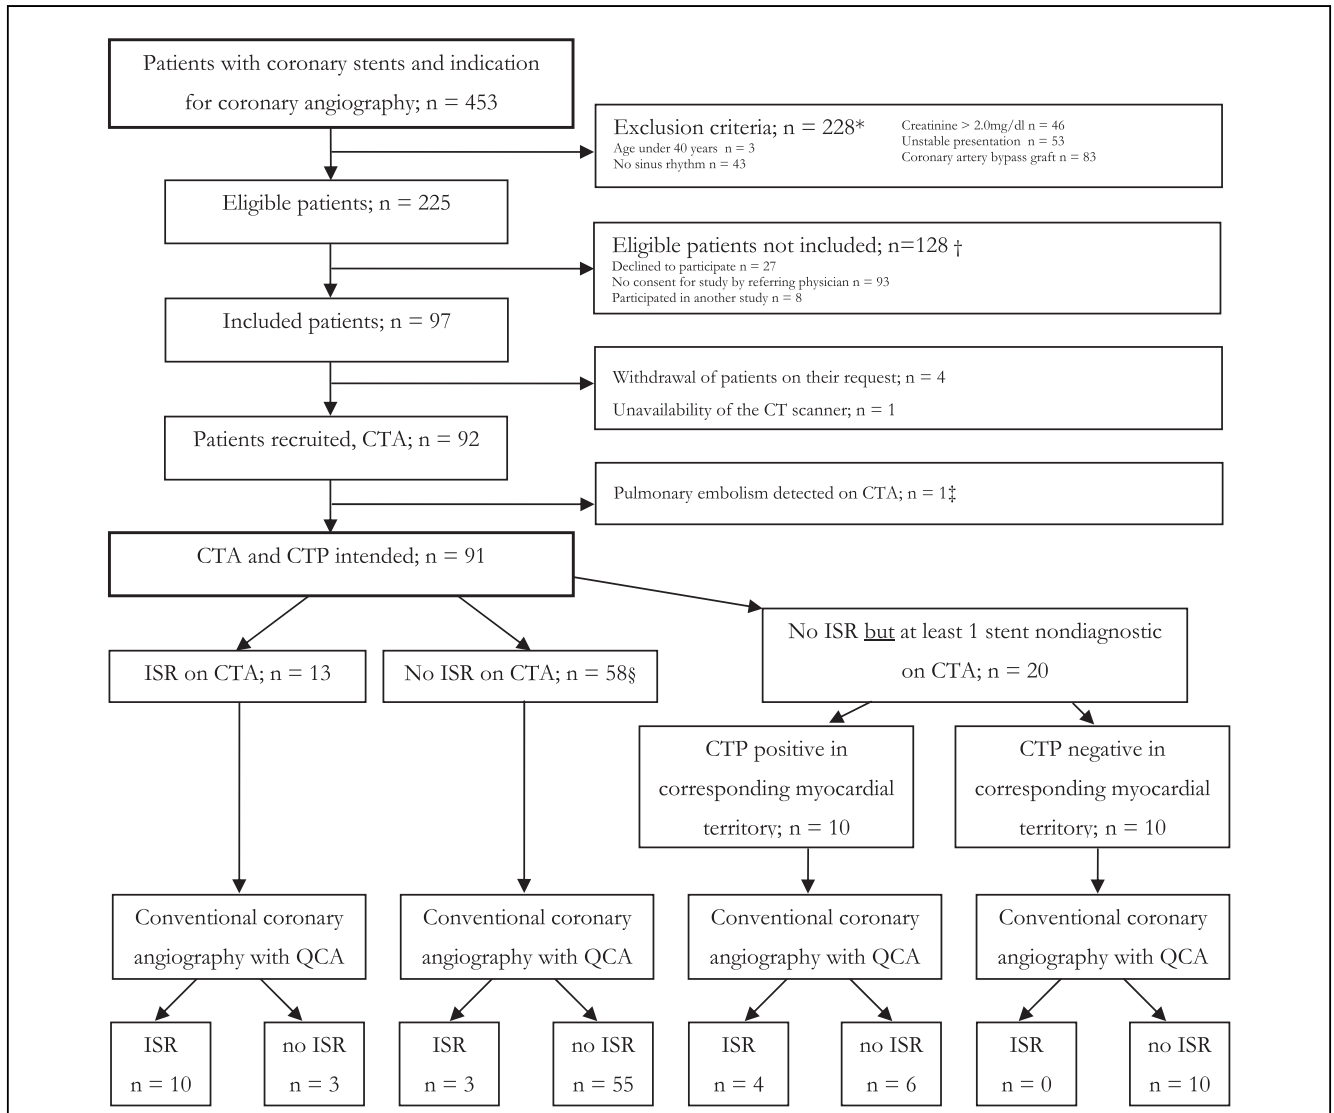 Patients with coronary stents and indication
for coronary angiography; n = 453
Exclusion criteria; n = 228*
Age under 40 years n = 3
No sinus rhythm n = 43
Creatinine > 2.0mg/dl n = 46
Unstable presentation n = 53
Coronary artery bypass graft n = 83
Eligible patients; n = 225
Eligible patients not included; n=128 †
Declined to participate n = 27
No consent for study by referring physician n = 93
Participated in another study n = 8
Included patients; n = 97
Withdrawal of patients on their request; n = 4
Unavailability of the CT scanner; n = 1
Patients recruited, CTA; n = 92
Pulmonary embolism detected on CTA; n = 1‡
CTA and CTP intended; n = 91
ISR on CTA; n = 13
No ISR on CTA; n = 58§
No ISR but at least 1 stent nondiagnostic
on CTA; n = 20
CTP positive in
corresponding myocardial
territory; n = 10
CTP negative in
corresponding myocardial
territory; n = 10
Conventional coronary
angiography with QCA
Conventional coronary
angiography with QCA
Conventional coronary
angiography with QCA
Conventional coronary
angiography with QCA
ISR
n = 10
no ISR
n = 3
ISR
n = 3
no ISR
n = 55
ISR
n = 4
no ISR
n = 6
ISR
n = 0
no ISR
n = 10